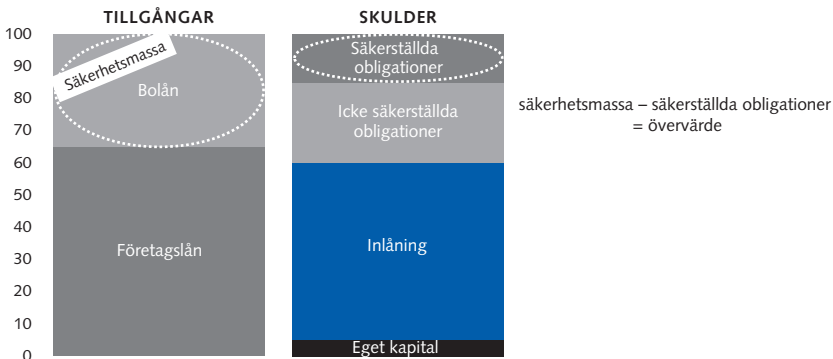 TILLGÅNGAR
SKULDER
100
90
80
70
60
50
40
30
20
10
0
Säkerhetsmassa
Bolån
Företagslån
Säkerställda
obligationer
Icke säkerställda
obligationer
Inlåning
Eget kapital
säkerhetsmassa – säkerställda obligationer
= övervärde